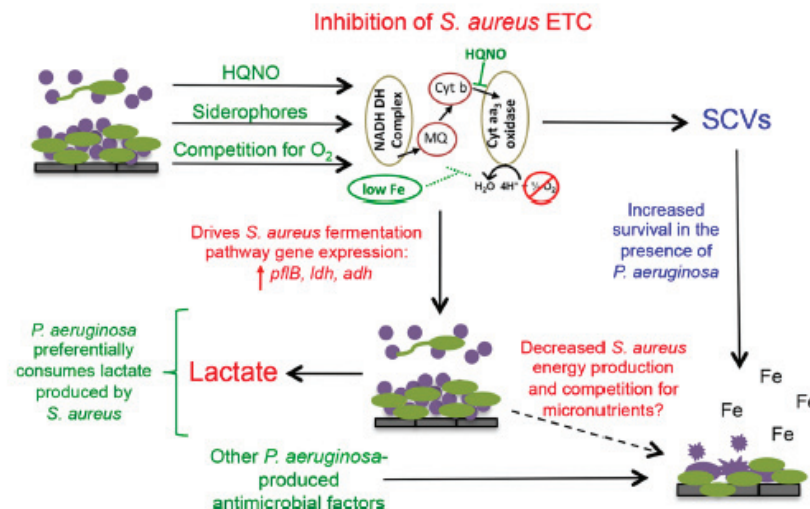 Inhibition of S. aureus ETC
HQNO
Siderophores
Competition for O2
NADH DH
Complex
MQ
Cyt b
HQNO
Cyt aa3
oxidase
low Fe
H2O 4H+ + ½ O2
SCVs
Drives S. aureus fermentation
pathway gene expression:
↑ pflB, ldh, adh
Increased
survival in the
presence of
P. aeruginosa
P. aeruginosa
preferentially
consumes lactate
produced by
S. aureus
Lactate
Decreased S. aureus
energy production
and competition for
micronutrients?
Fe
Fe
Fe
Fe
Other P. aeruginosa-
produced
antimicrobial factors